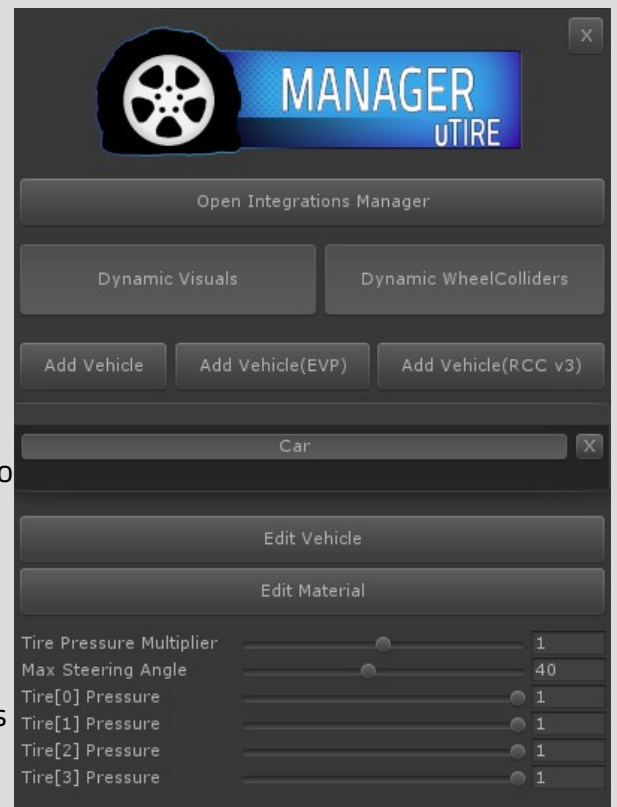 X
MANAGER
uTIRE
Open Integrations Manager
Dynamic Visuals Dynamic WheelColliders
Add Vehicle Add Vehicle(EVP) Add Vehicle(RCC v3)
Car X
o
Edit Vehicle
Edit Material
Tire Pressure Multiplier 1
Max Steering Angle 40
Tire[0] Pressure 1
s
Tire[1] Pressure 1
Tire[2] Pressure 1
Tire[3] Pressure 1